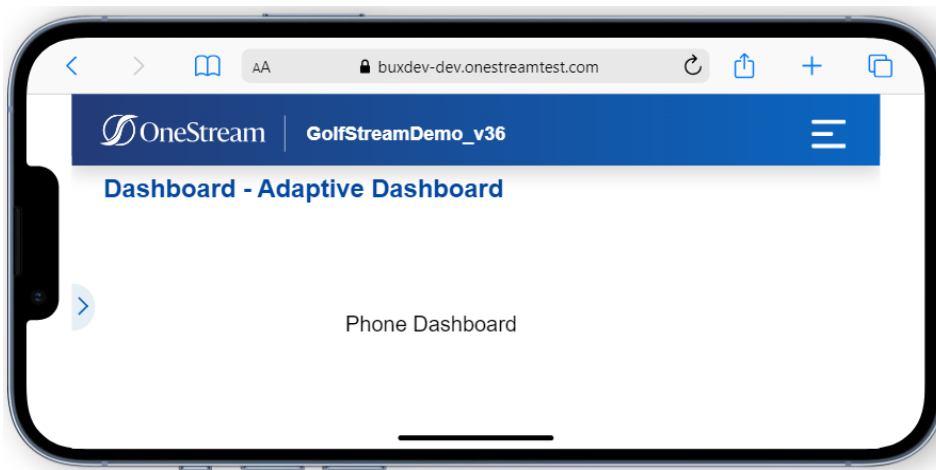 AA
buxdev-dev.onestreamtest.com
OneStream
GolfStreamDemo_v36
Dashboard - Adaptive Dashboard
Phone Dashboard